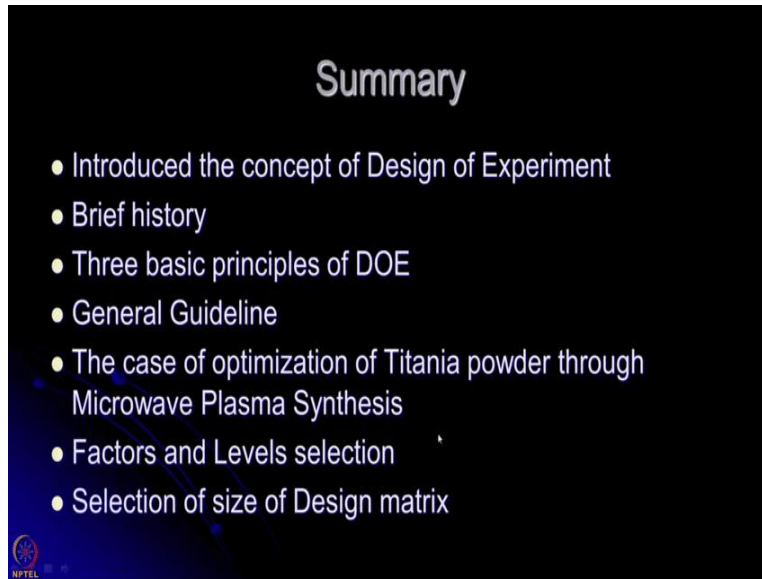 Summary
Introduced the concept of Design of Experiment
Brief history
Three basic principles of DOE
General Guideline
The case of optimization of Titania powder through
Microwave Plasma Synthesis
Factors and Levels selection
Selection of size of Design matrix
NPTEL